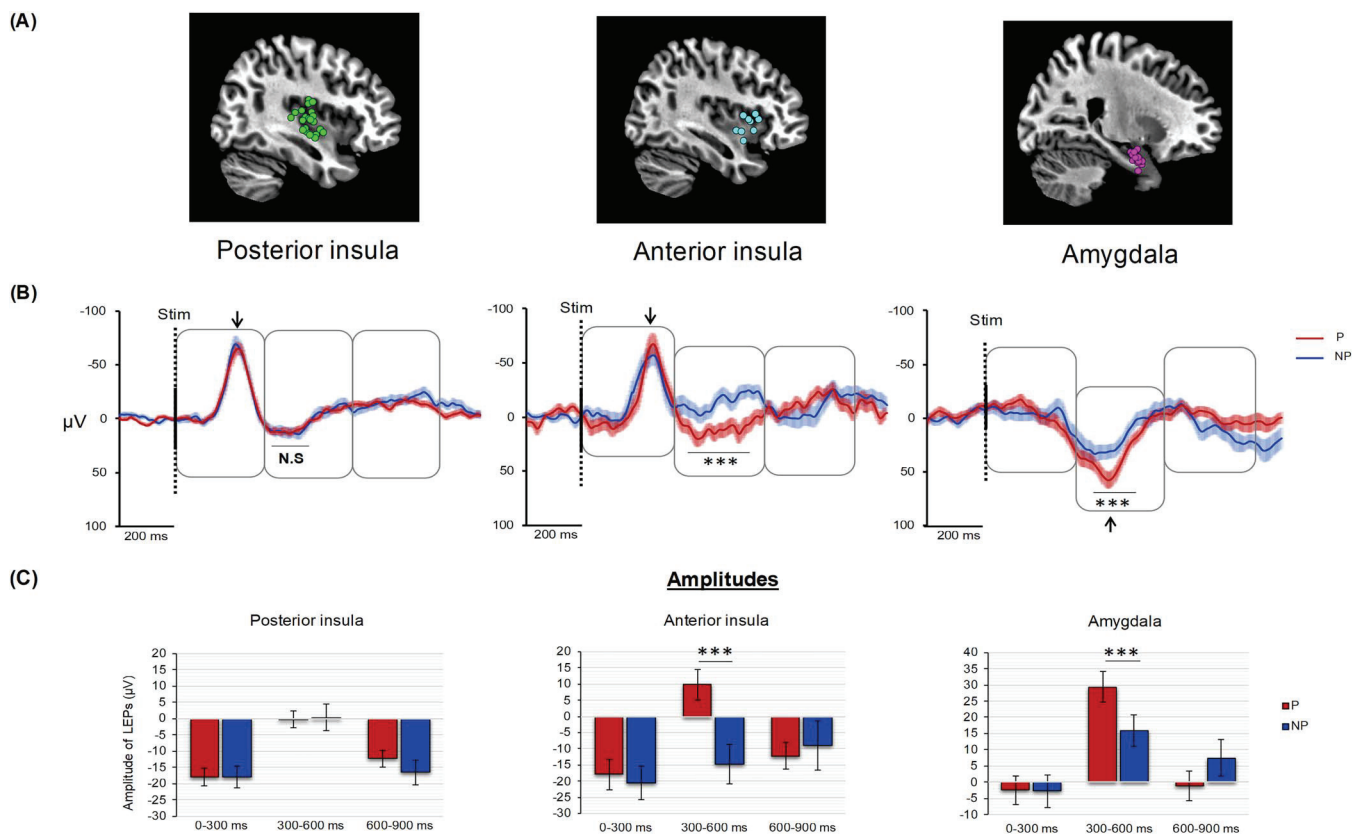 (A)
Posterior insula
Anterior insula
Amygdala
(B)
-100
-50
0
50
100
µV
Stim
N.S
200 ms
-100
-50
0
50
100
Stim
***
200 ms
-100
-50
0
50
100
Stim
***
200 ms
P
NP
(C)
Amplitudes
Posterior insula
Amplitude of LEPs (µV)
20
15
10
5
0
-5
-10
-15
-20
-25
-30
0-300 ms 300-600 ms 600-900 ms
Anterior insula
***
20
15
10
5
0
-5
-10
-15
-20
-25
-30
0-300 ms 300-600 ms 600-900 ms
Amygdala
***
40
35
30
25
20
15
10
5
0
-5
-10
0-300 ms 300-600 ms 600-900 ms
P
NP